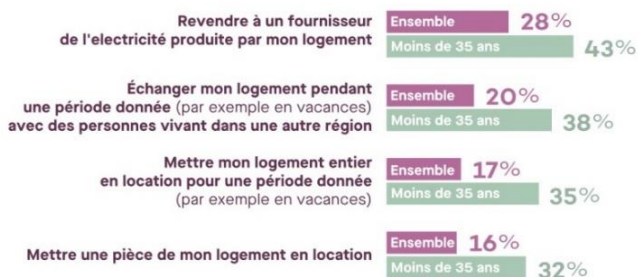 Revendre à un fournisseur
de l'electricité produite par mon logement
Ensemble 28%
Moins de 35 ans 43%
Échanger mon logement pendant
une période donnée (par exemple en vacances)
avec des personnes vivant dans une autre région
Ensemble 20%
Moins de 35 ans 38%
Mettre mon logement entier
en location pour une période donnée
(par exemple en vacances)
Ensemble 17%
Moins de 35 ans 35%
Mettre une pièce de mon logement en location
Ensemble 16%
Moins de 35 ans 32%